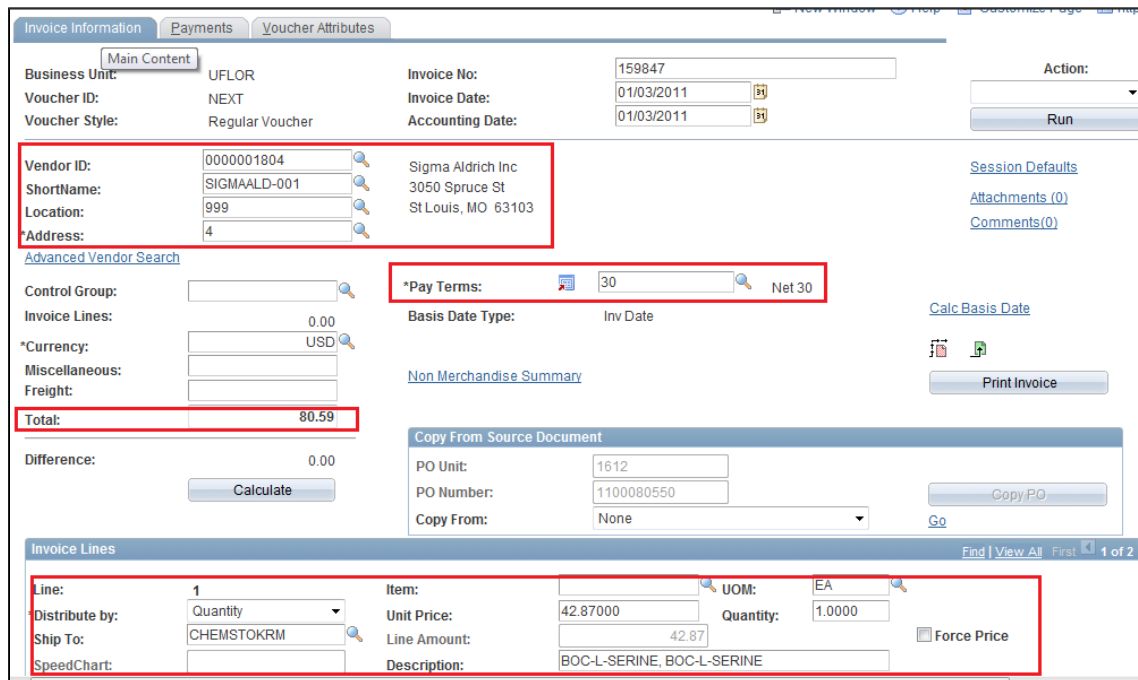 New Window Help Customize Page http
Invoice Information Payments Voucher Attributes
Main Content
Business Unit: UFLOR Invoice No: 159847 Action:
Voucher ID: NEXT Invoice Date: 01/03/2011
Voucher Style: Regular Voucher Accounting Date: 01/03/2011 Run
Vendor ID: 0000001804 Sigma Aldrich Inc Session Defaults
ShortName: SIGMAALD-001 3050 Spruce St Attachments (0)
Location: 999 St Louis, MO 63103
*Address: 4 Comments(0)
Advanced Vendor Search
Control Group: *Pay Terms: 30 Net 30
Invoice Lines: 0.00 Basis Date Type: Inv Date Calc Basis Date
*Currency: USD
Miscellaneous: Non Merchandise Summary Print Invoice
Freight:
Total: 80.59
Copy From Source Document
Difference: 0.00 PO Unit: 1612
Calculate PO Number: 1100080550 Copy PO
Copy From: None Go
Invoice Lines Find | View All First 1 of 2
Line: 1 Item: UOM: EA
*Distribute by: Quantity Unit Price: 42.87000 Quantity: 1.0000
Ship To: CHEMSTOKRM Line Amount: 42.87 Force Price
SpeedChart: Description: BOC-L-SERINE, BOC-L-SERINE